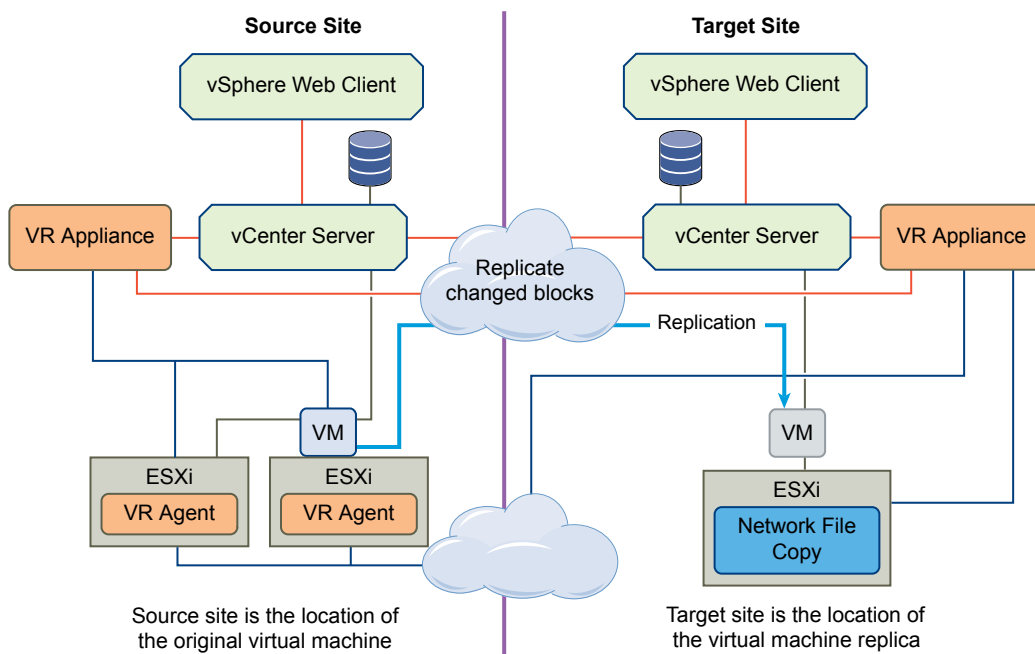 Source Site
Target Site
vSphere Web Client
vSphere Web Client
VR Appliance
vCenter Server
vCenter Server
VR Appliance
Replicate
changed blocks
Replication
VM
VM
ESXi
VR Agent
ESXi
VR Agent
ESXi
Network File
Copy
Source site is the location of
the original virtual machine
Target site is the location of
the virtual machine replica